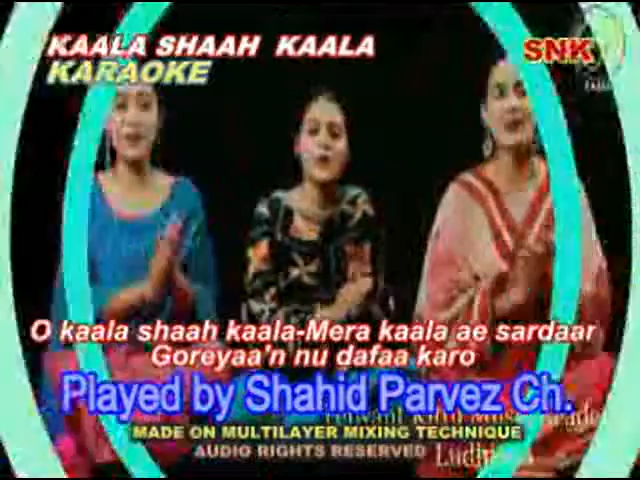 KAALA SHAAH KAALA
KARAOKE
SNK
O kaala shaah kaala-Mera kaala ae sardaar
Goreyaa'n nu dafaa karo
Played by Shahid Parvez Ch.
MADE ON MULTILAYER MIXING TECHNIQUE
AUDIO RIGHTS RESERVED